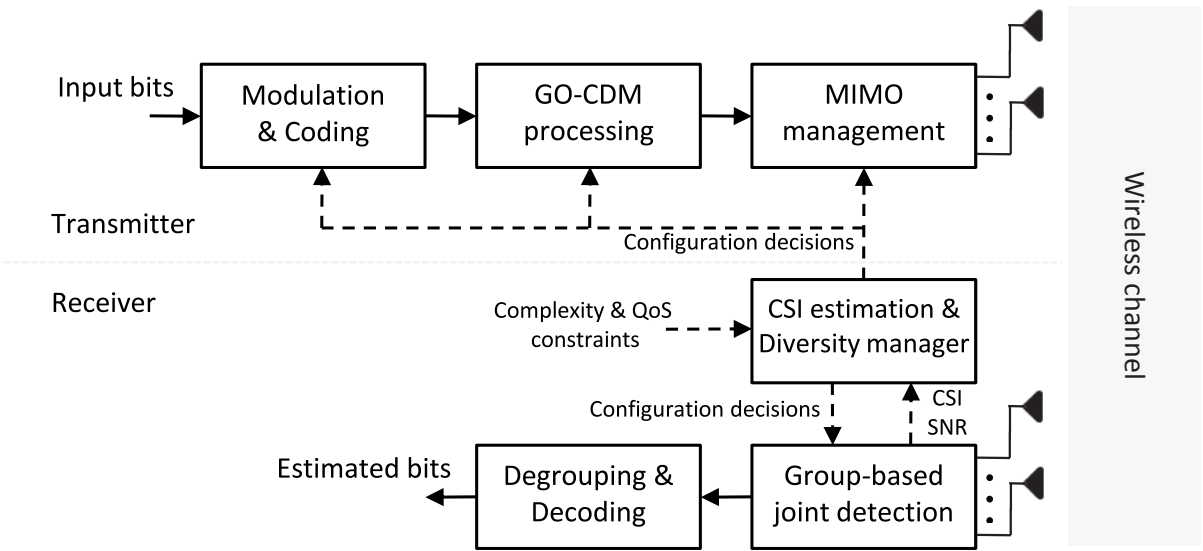 Input bits
Modulation
& Coding
GO-CDM
processing
MIMO
management
Transmitter
Configuration decisions
Wireless channel
Receiver
Complexity & QoS
constraints
CSI estimation &
Diversity manager
Configuration decisions
CSI
SNR
Estimated bits
Degrouping &
Decoding
Group-based
joint detection